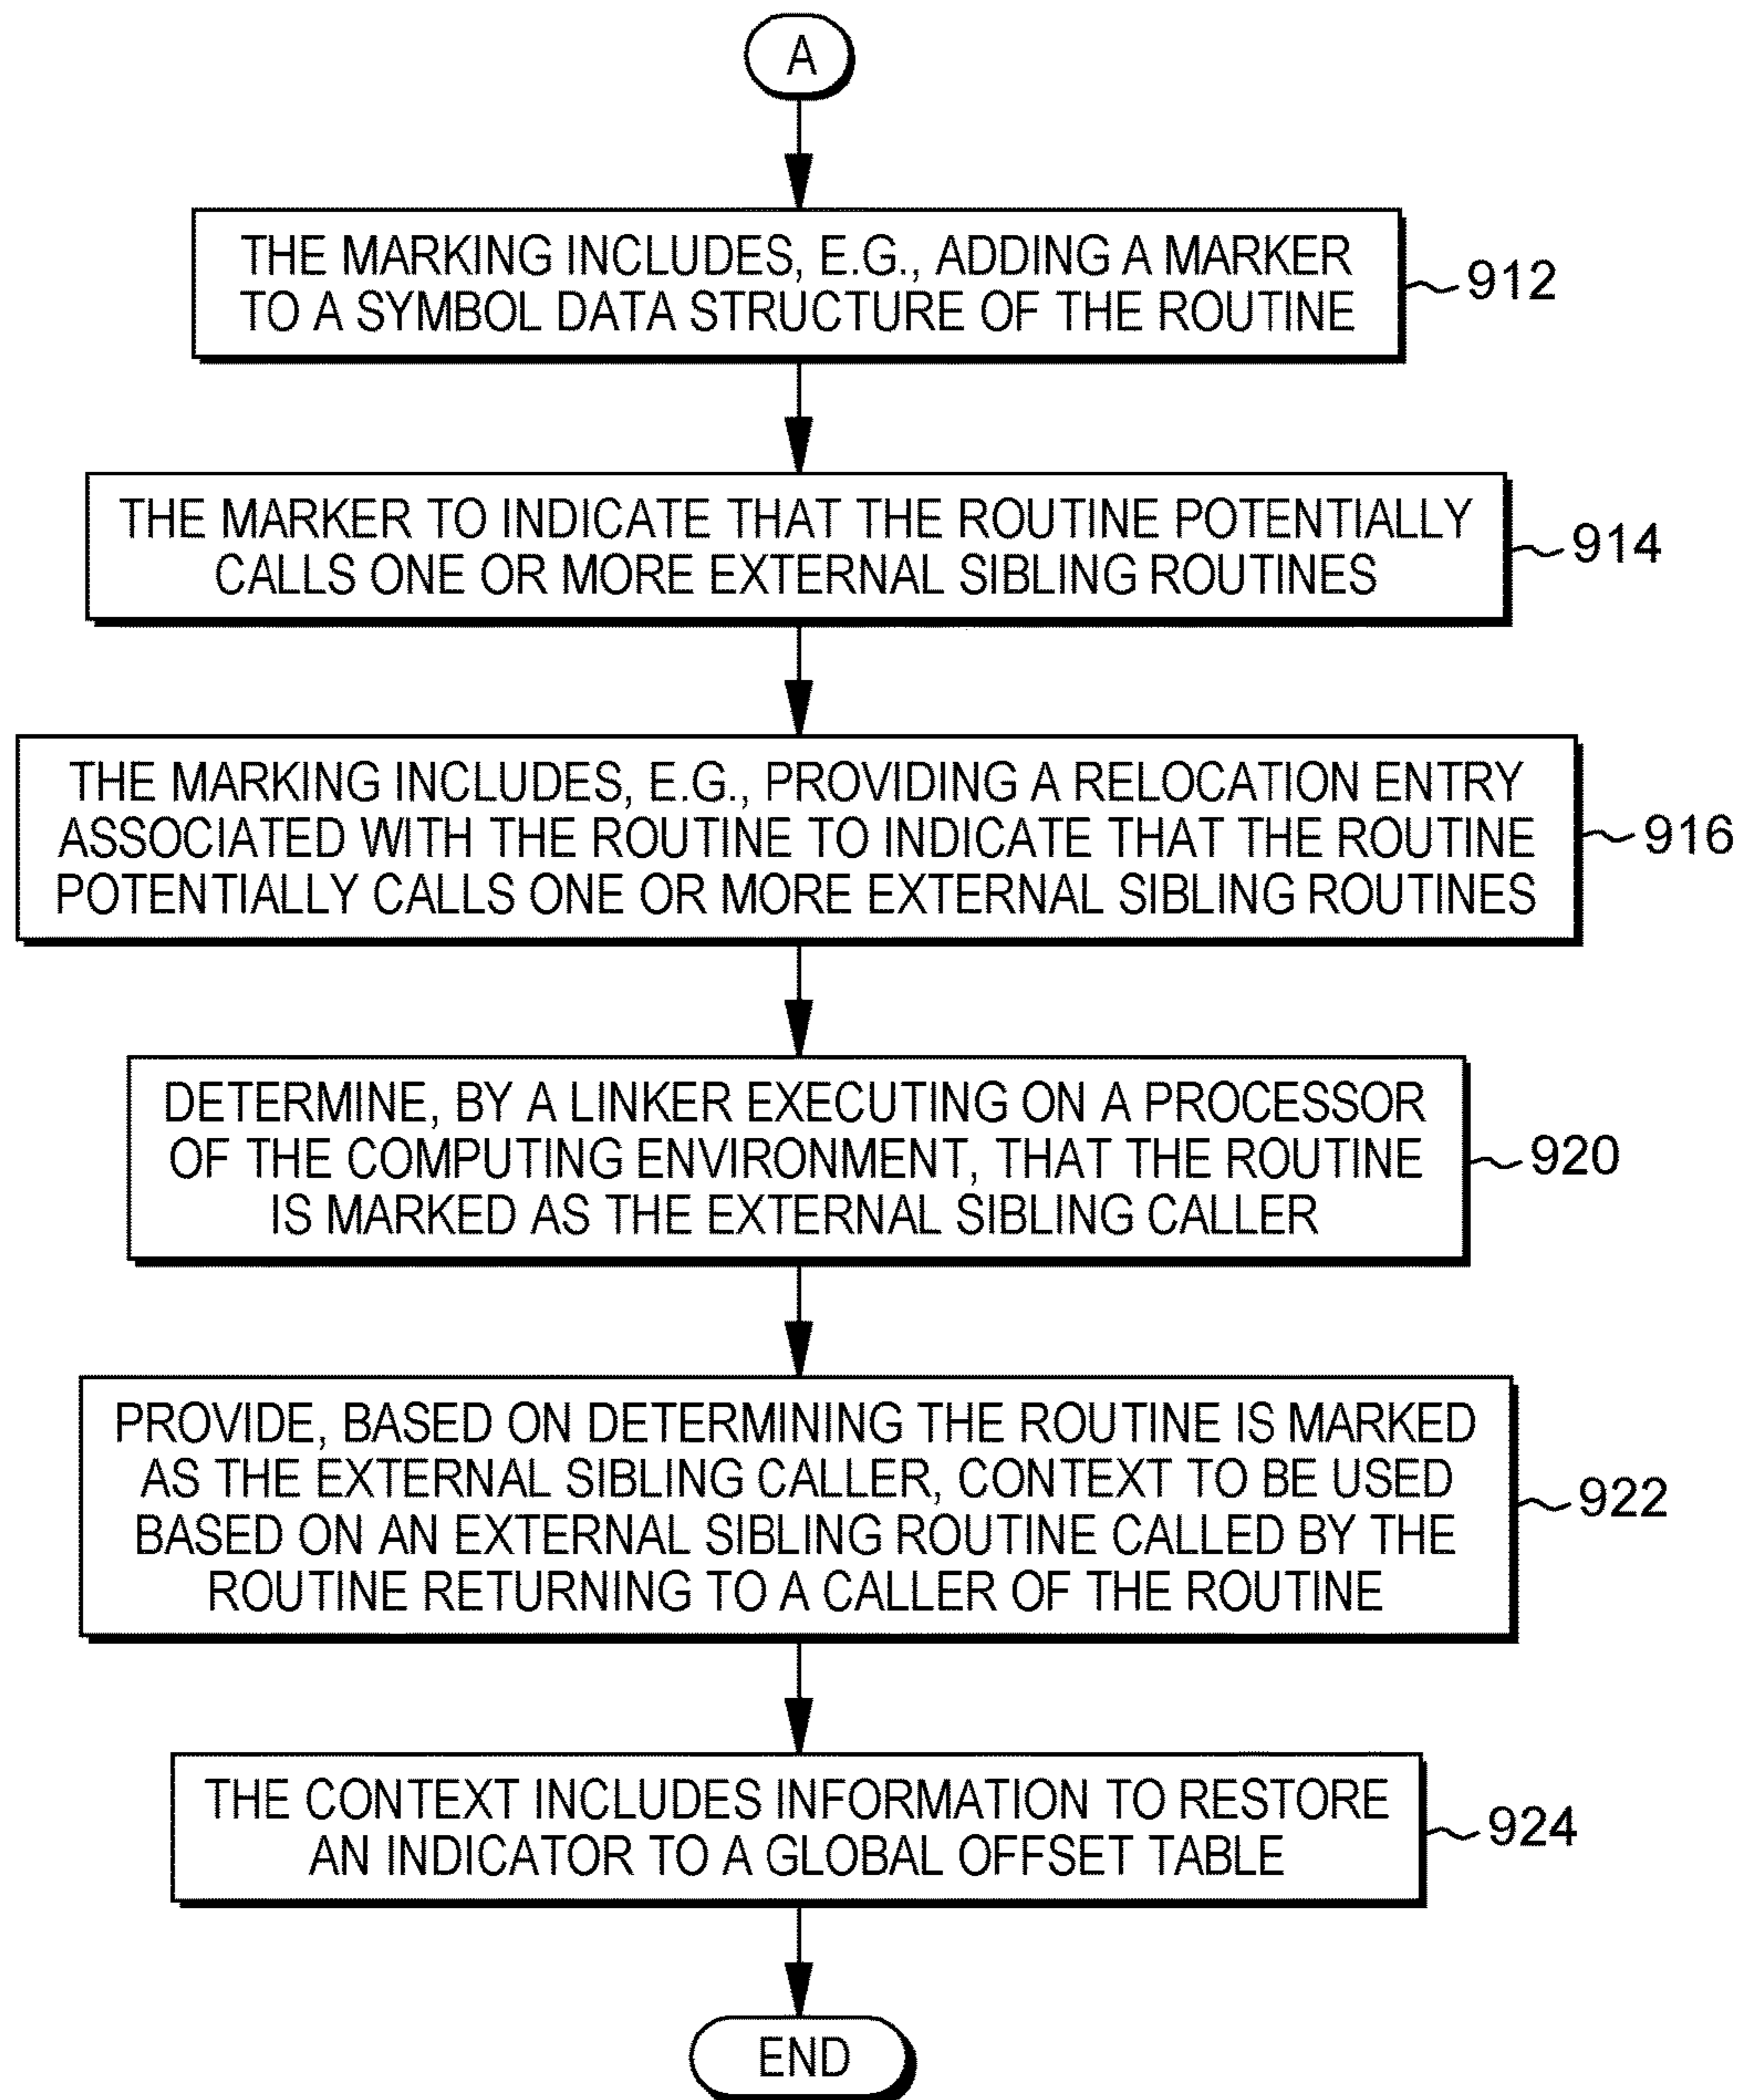 A
THE MARKING INCLUDES, E.G., ADDING A MARKER
TO A SYMBOL DATA STRUCTURE OF THE ROUTINE
912
THE MARKER TO INDICATE THAT THE ROUTINE POTENTIALLY
CALLS ONE OR MORE EXTERNAL SIBLING ROUTINES
914
THE MARKING INCLUDES, E.G., PROVIDING A RELOCATION ENTRY
ASSOCIATED WITH THE ROUTINE TO INDICATE THAT THE ROUTINE
POTENTIALLY CALLS ONE OR MORE EXTERNAL SIBLING ROUTINES
916
DETERMINE, BY A LINKER EXECUTING ON A PROCESSOR
OF THE COMPUTING ENVIRONMENT, THAT THE ROUTINE
IS MARKED AS THE EXTERNAL SIBLING CALLER
920
PROVIDE, BASED ON DETERMINING THE ROUTINE IS MARKED
AS THE EXTERNAL SIBLING CALLER, CONTEXT TO BE USED
BASED ON AN EXTERNAL SIBLING ROUTINE CALLED BY THE
ROUTINE RETURNING TO A CALLER OF THE ROUTINE
922
THE CONTEXT INCLUDES INFORMATION TO RESTORE
AN INDICATOR TO A GLOBAL OFFSET TABLE
924
END